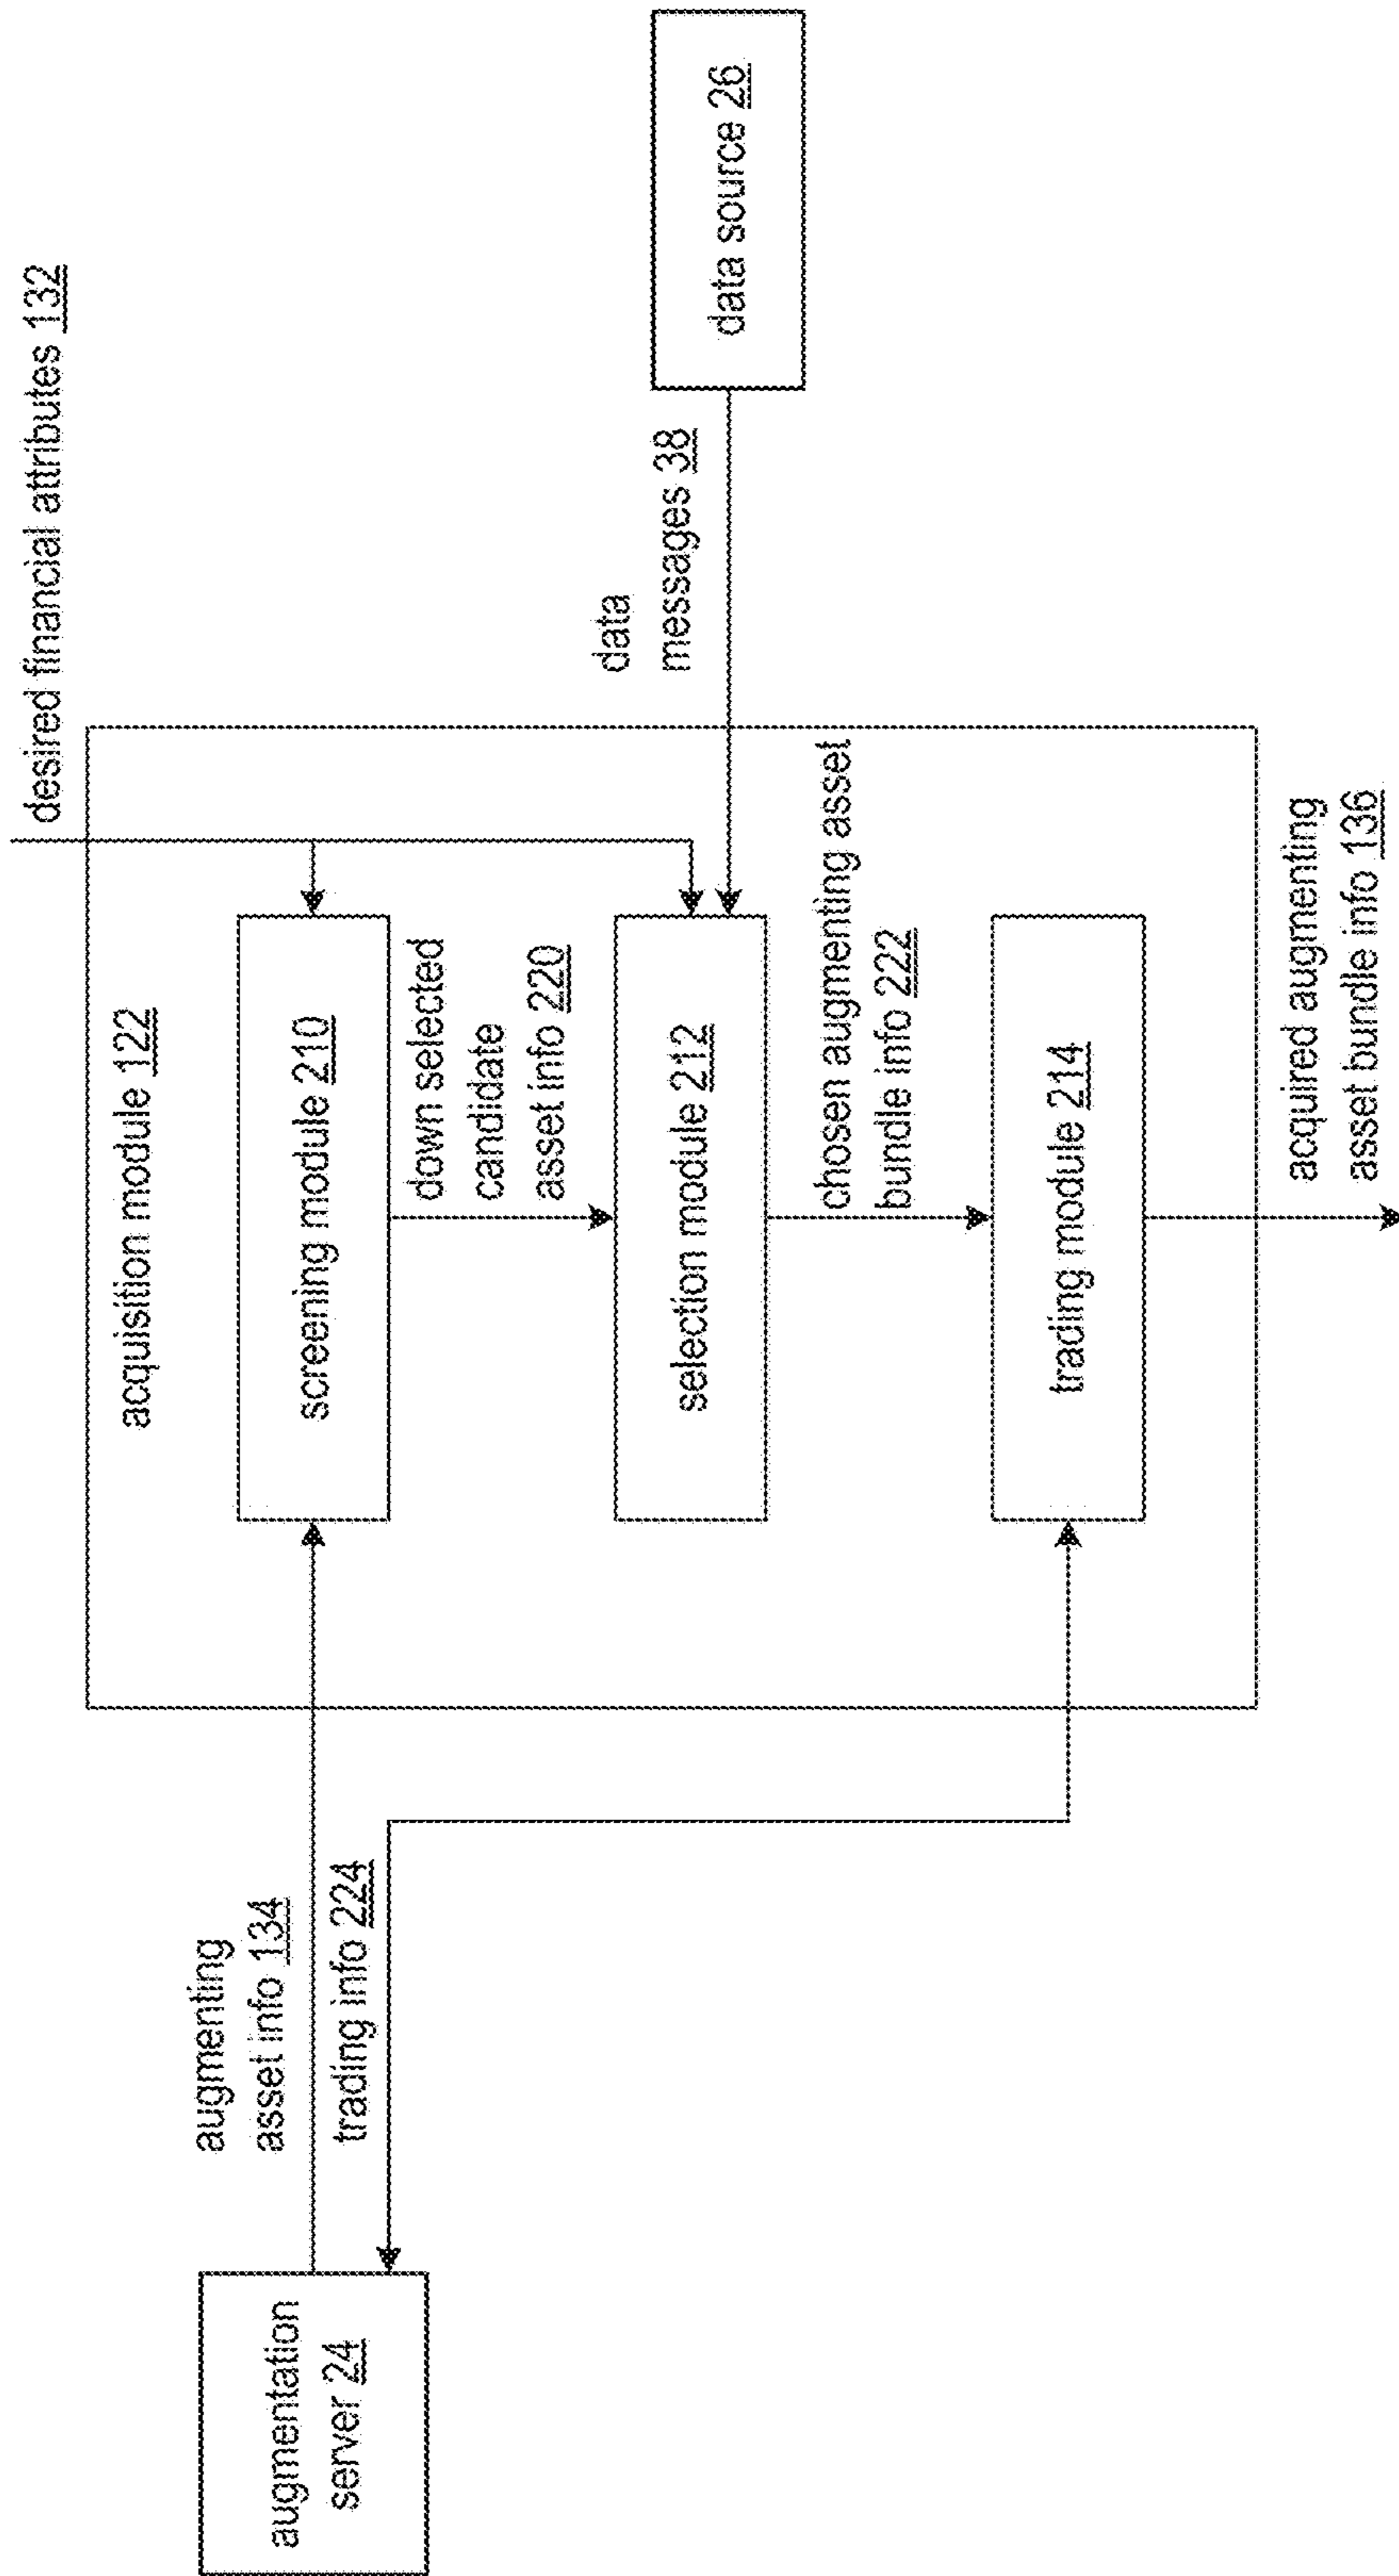 desired financial attributes 132
acquisition module 122
augmentation
server 24
augmenting
asset info 134
trading info 224
screening module 210
down selected
candidate
asset info 220
selection module 212
data
messages 38
data source 26
chosen augmenting asset
bundle info 222
trading module 214
acquired augmenting
asset bundle info 136